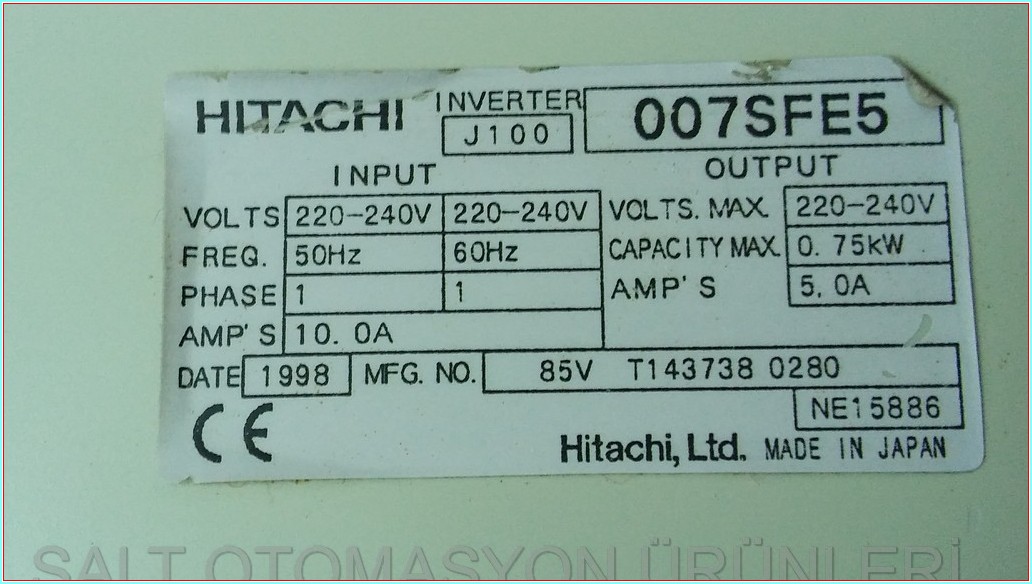 HITACHI INVERTER J100 007SFE5
INPUT OUTPUT
VOLTS 220-240V 220-240V VOLTS. MAX. 220-240V
FREQ. 50Hz 60Hz CAPACITY MAX. 0. 75kW
PHASE 1 1 AMP'S 5. 0A
AMP'S 10. 0A
DATE 1998 MFG. NO. 85V T143738 0280
NE15886
CE
Hitachi, Ltd. MADE IN JAPAN
SALT OTOMASYON ÜRÜNLERİ